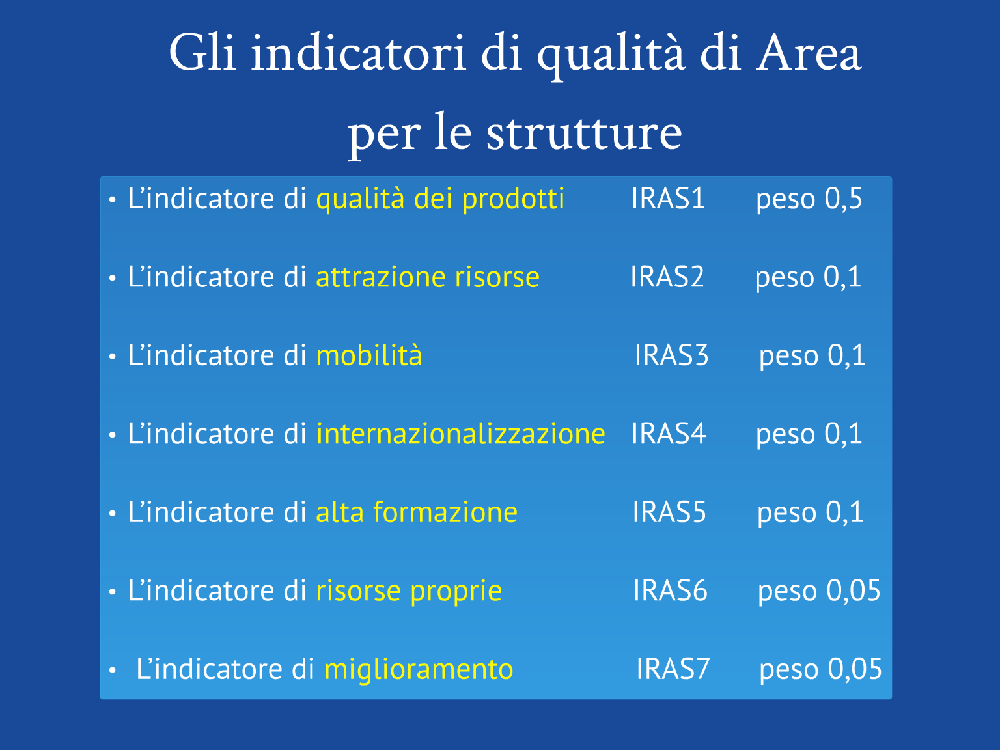 Gli indicatori di qualità di Area
per le strutture
• L’indicatore di qualità dei prodotti IRAS1 peso 0,5
• L’indicatore di attrazione risorse IRAS2 peso 0,1
• L’indicatore di mobilità IRAS3 peso 0,1
• L’indicatore di internazionalizzazione IRAS4 peso 0,1
• L’indicatore di alta formazione IRAS5 peso 0,1
• L’indicatore di risorse proprie IRAS6 peso 0,05
• L’indicatore di miglioramento IRAS7 peso 0,05